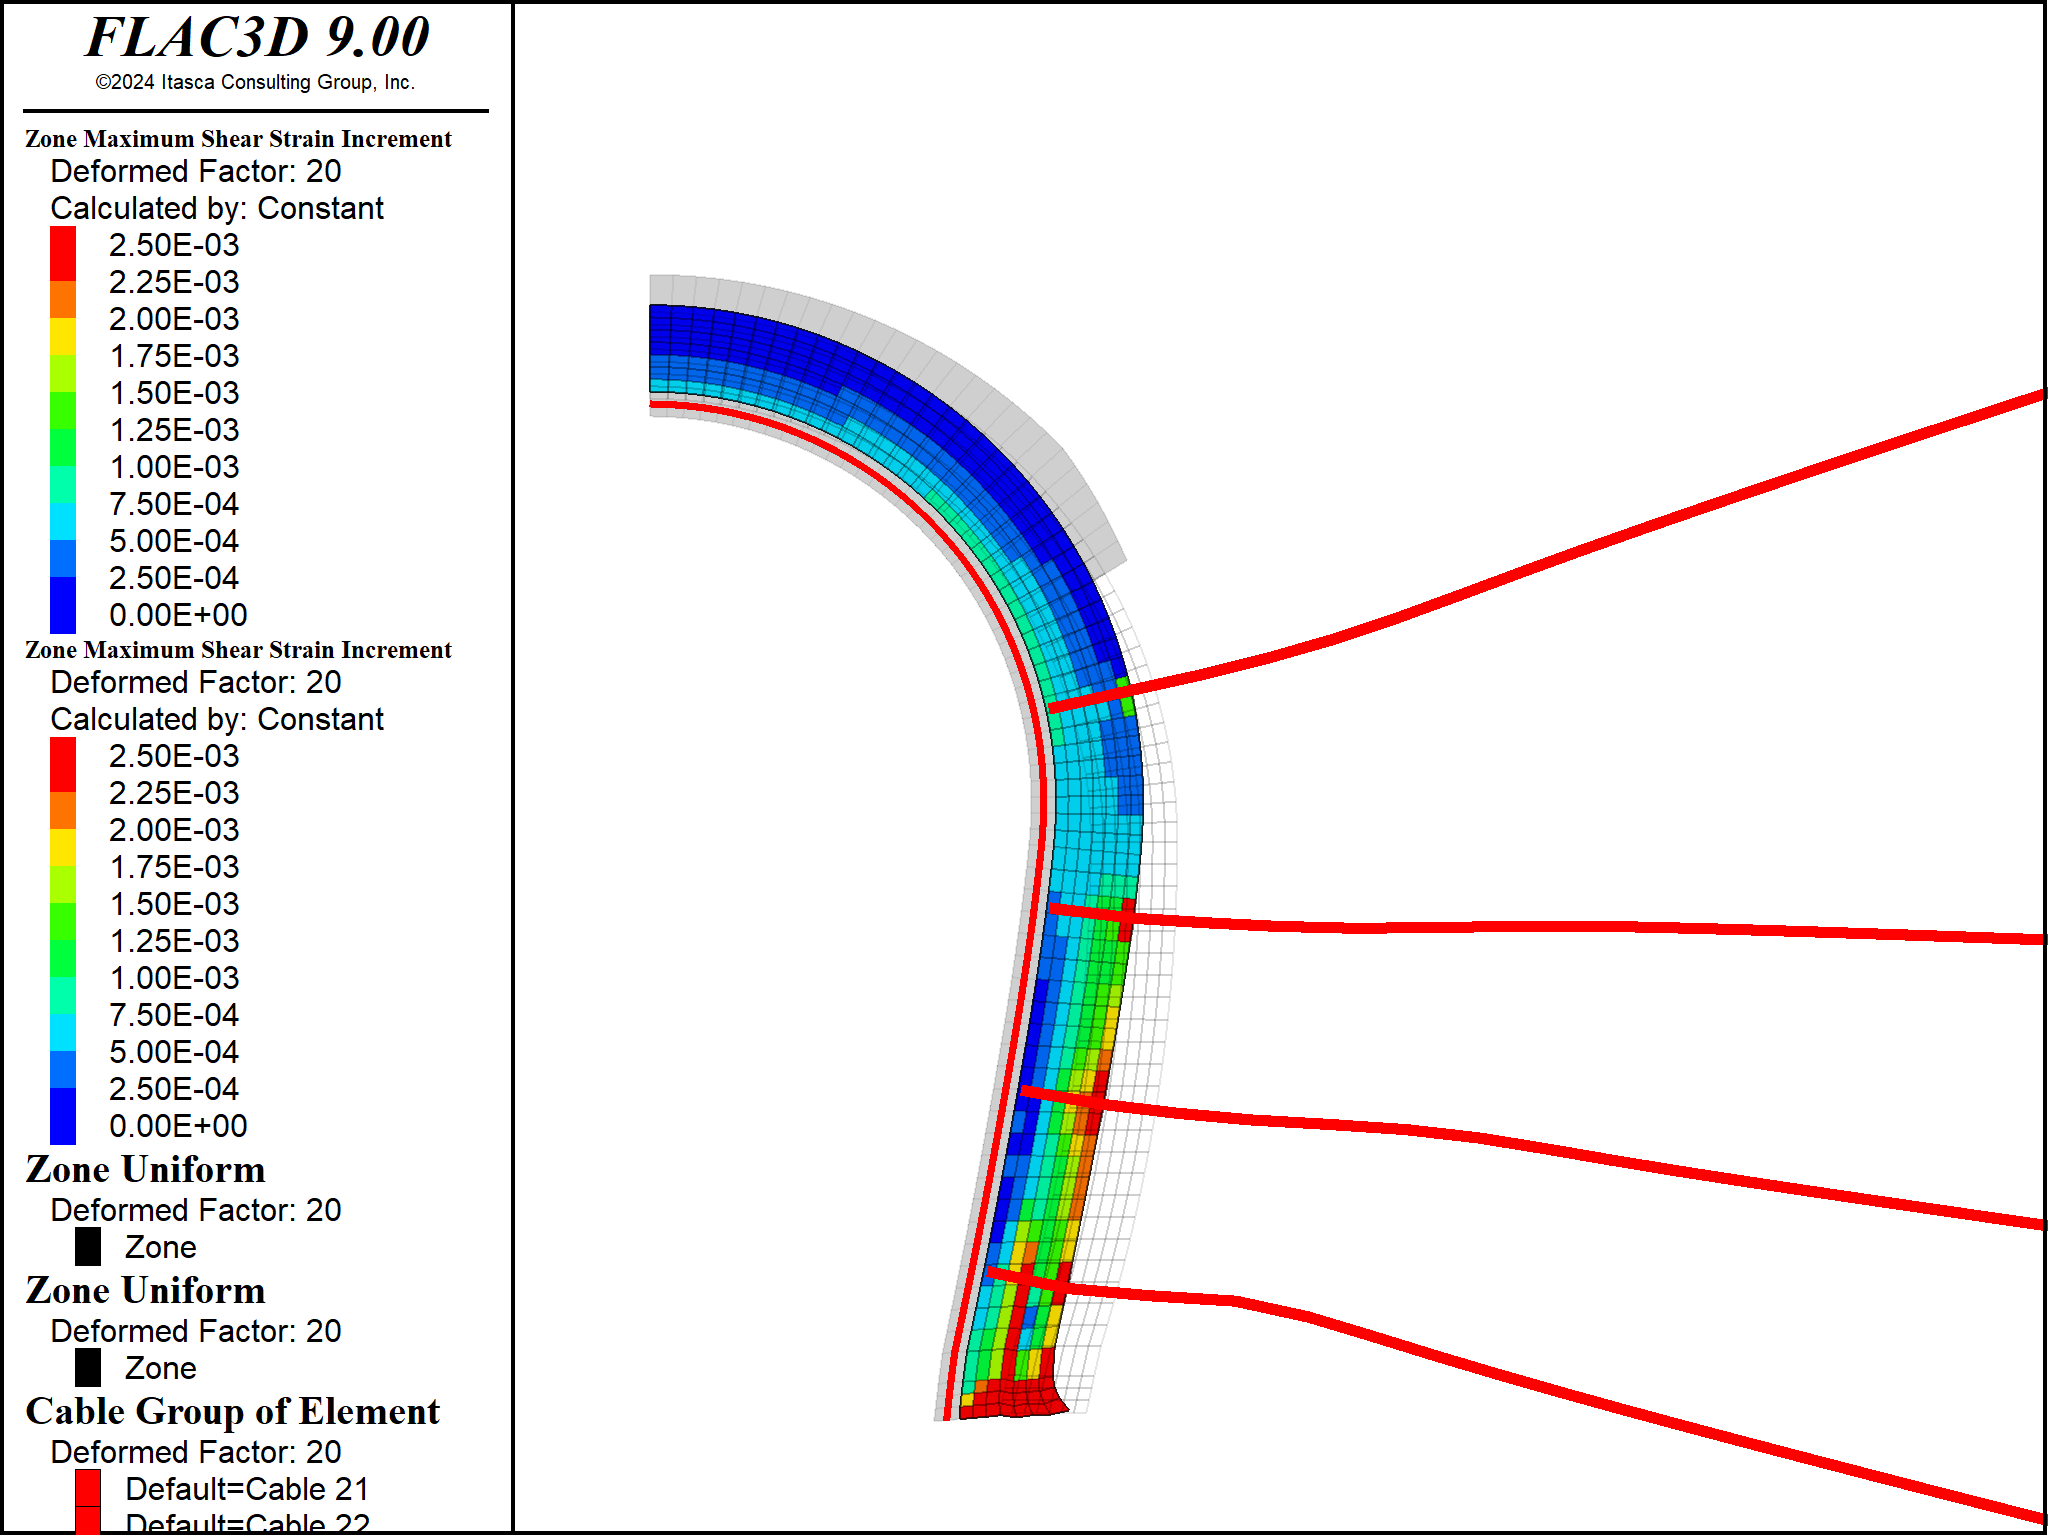 FLAC3D 9.00
©2024 Itasca Consulting Group, Inc.
Zone Maximum Shear Strain Increment
Deformed Factor: 20
Calculated by: Constant
2.50E-03
2.25E-03
2.00E-03
1.75E-03
1.50E-03
1.25E-03
1.00E-03
7.50E-04
5.00E-04
2.50E-04
0.00E+00
Zone Maximum Shear Strain Increment
Deformed Factor: 20
Calculated by: Constant
2.50E-03
2.25E-03
2.00E-03
1.75E-03
1.50E-03
1.25E-03
1.00E-03
7.50E-04
5.00E-04
2.50E-04
0.00E+00
Zone Uniform
Deformed Factor: 20
Zone
Zone Uniform
Deformed Factor: 20
Zone
Cable Group of Element
Deformed Factor: 20
Default=Cable 21
Default=Cable 22